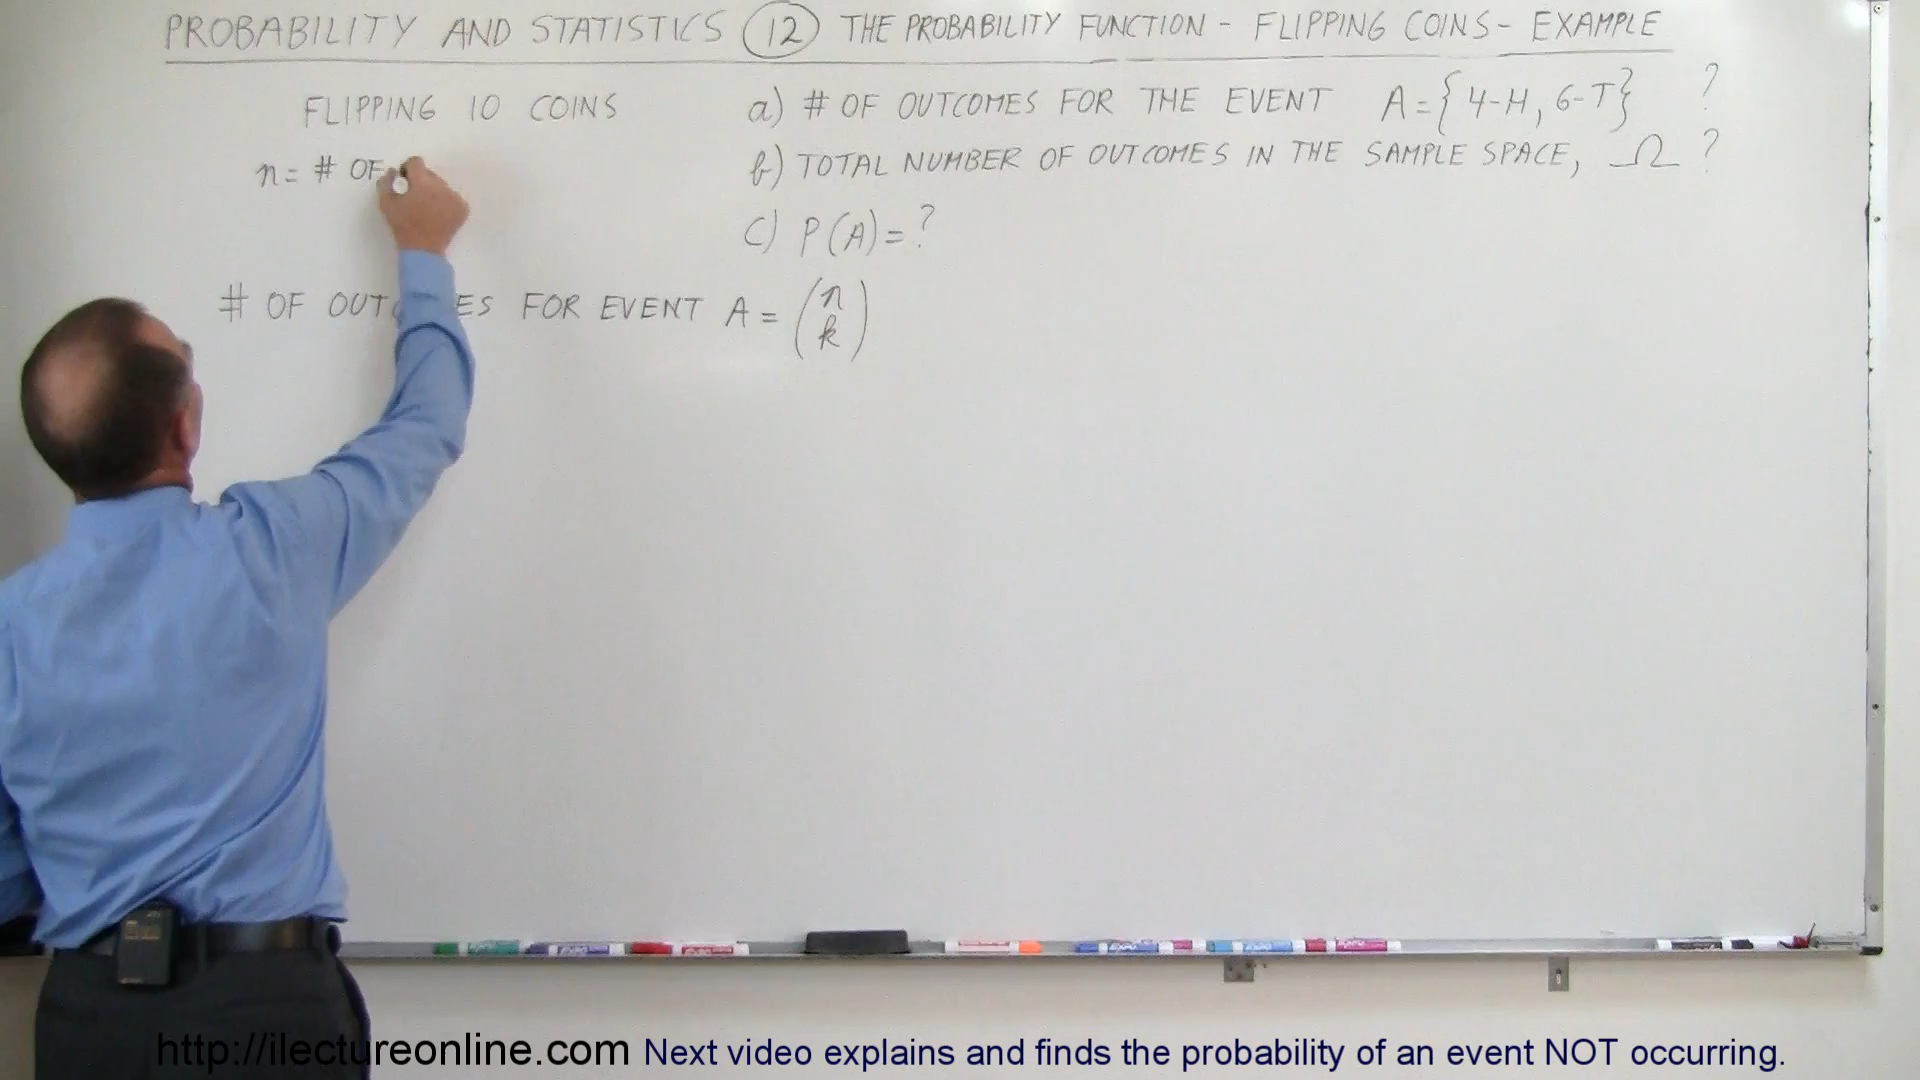 PROBABILITY AND STATISTICS 12 THE PROBABILITY FUNCTION - FLIPPING COINS - EXAMPLE
FLIPPING 10 COINS
n = # OF
a) # OF OUTCOMES FOR THE EVENT A = {4-H, 6-T} ?
b) TOTAL NUMBER OF OUTCOMES IN THE SAMPLE SPACE, Ω ?
c) P(A) = ?
# OF FOR EVENT A = (n k)
http://ilectureonline.com Next video explains and finds the probability of an event NOT occurring.